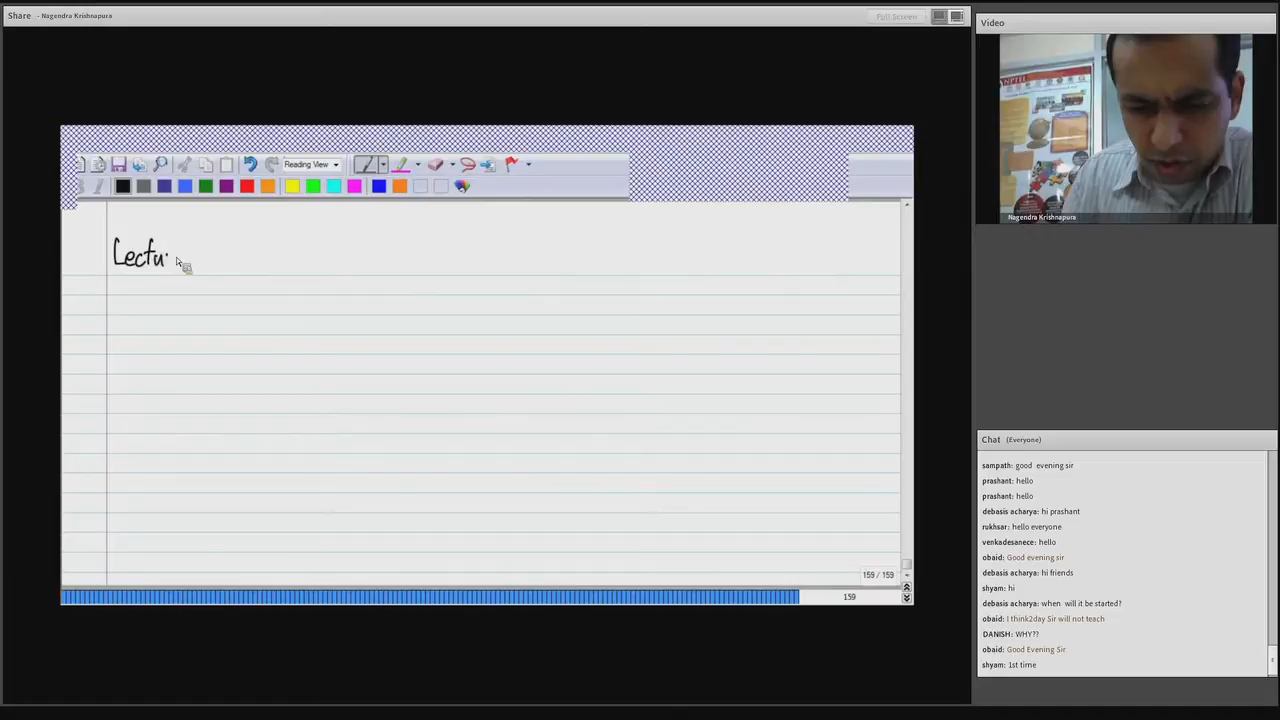 Share - Nagendra Krishnapura
Full Screen
Video
NPTEL
Nagendra Krishnapura
Reading View
Lectu
159 / 159
159
Chat (Everyone)
sampath: good evening sir
prashant: hello
prashant: hello
debasis acharya: hi prashant
rukhsar: hello everyone
venkadesanece: hello
obaid: Good evening sir
debasis acharya: hi friends
shyam: hi
debasis acharya: when will it be started?
obaid: I think2day Sir will not teach
DANISH: WHY??
obaid: Good Evening Sir
shyam: 1st time